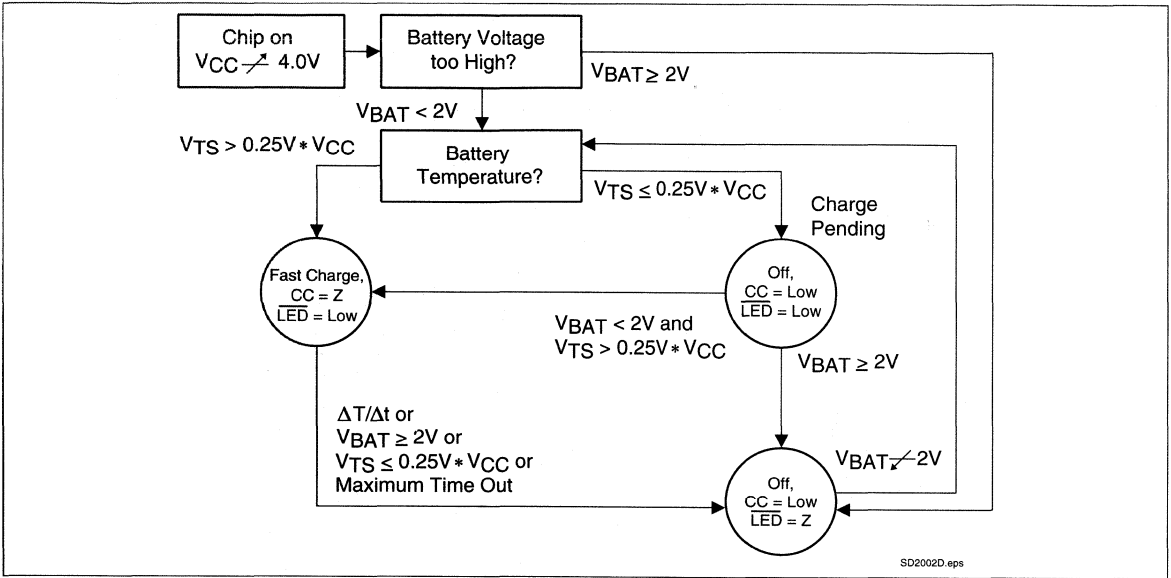 Chip on
VCC↗ 4.0V
Battery Voltage
too High?
VBAT ≥ 2V
VBAT < 2V
VTS > 0.25V * VCC
Battery
Temperature?
VTS ≤ 0.25V * VCC
Charge
Pending
Fast Charge,
CC = Z
L̅E̅D̅ = Low
Off,
CC = Low
L̅E̅D̅ = Low
VBAT < 2V and
VTS > 0.25V * VCC
VBAT ≥ 2V
ΔT/Δt or
VBAT ≥ 2V or
VTS ≤ 0.25V * VCC or
Maximum Time Out
VBAT↙2V
Off,
CC = Low
L̅E̅D̅ = Z
SD2002D.eps